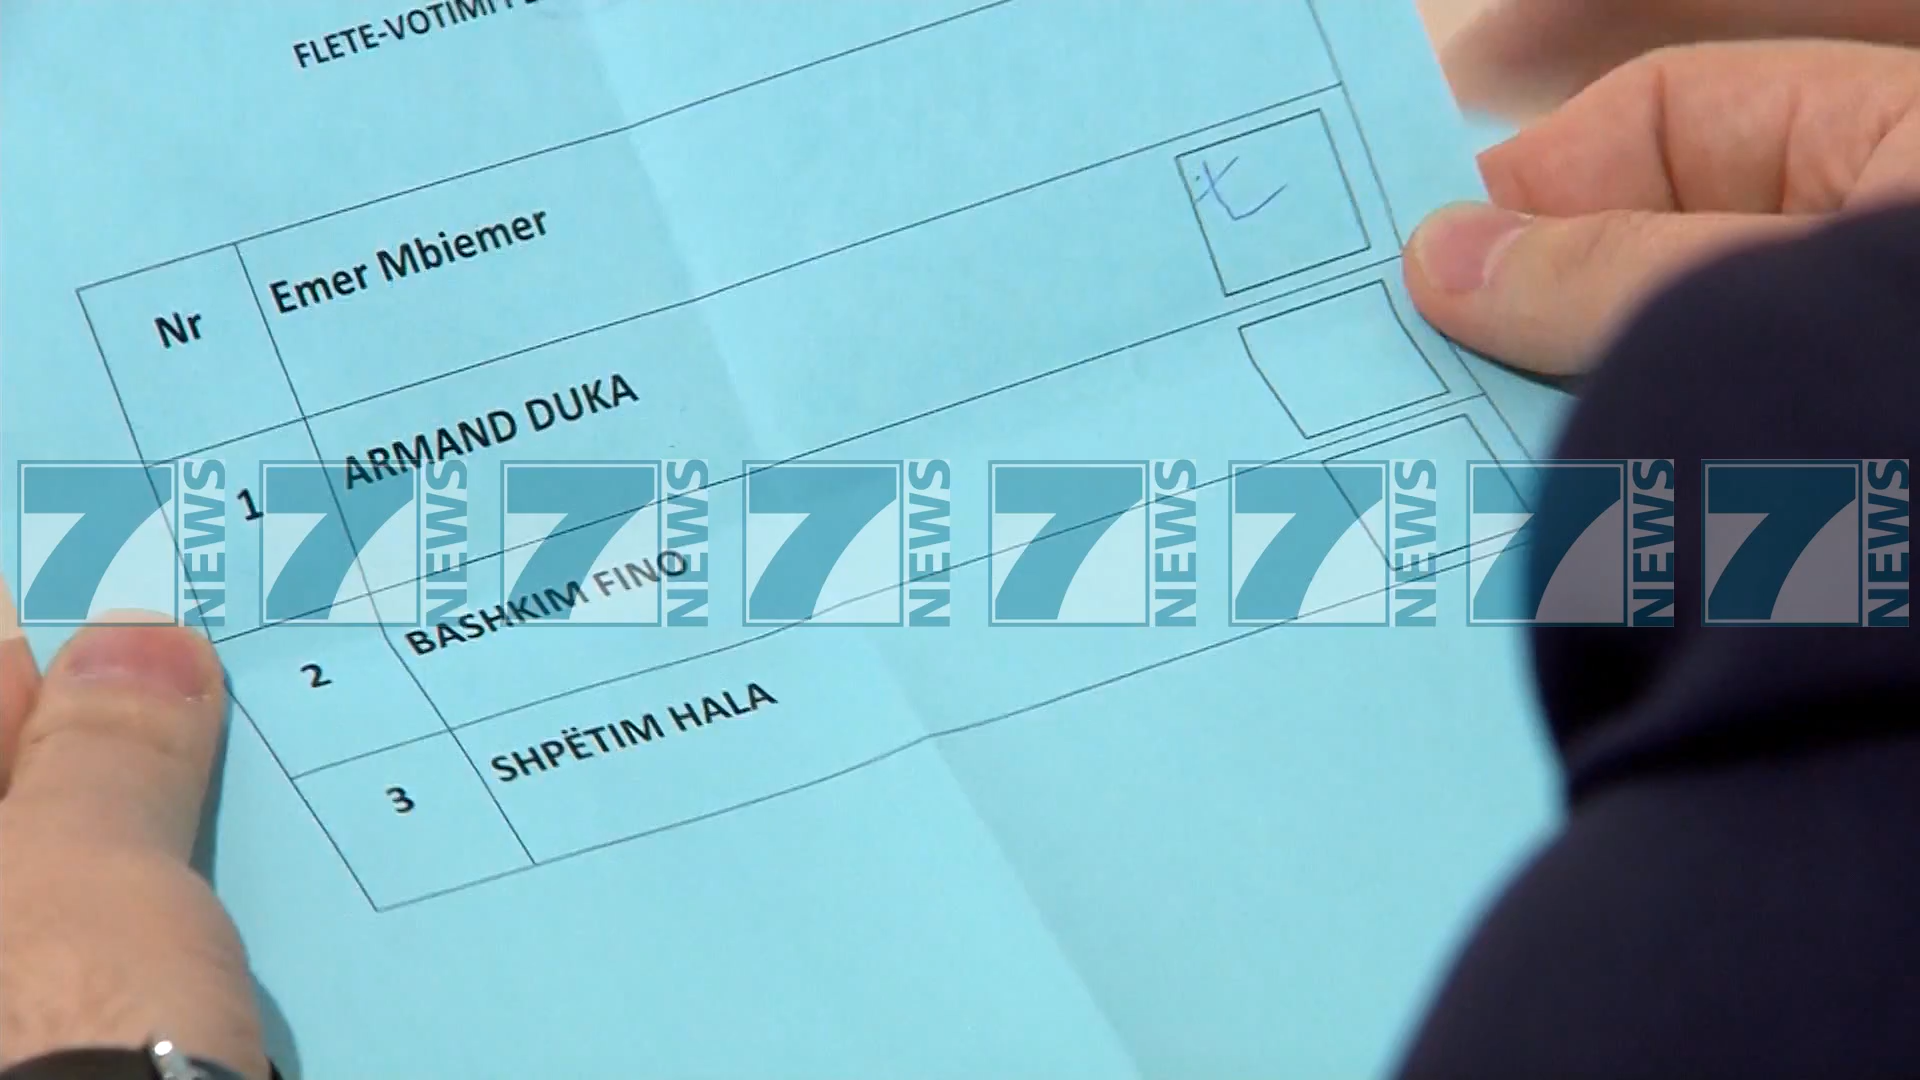 FLETE-VOTIMI
Nr Emer Mbiemer
1 ARMAND DUKA
2 BASHKIM FINO
3 SHPËTIM HALA
7 NEWS 7 NEWS 7 NEWS 7 NEWS 7 NEWS 7 NEWS 7 NEWS 7 NEWS